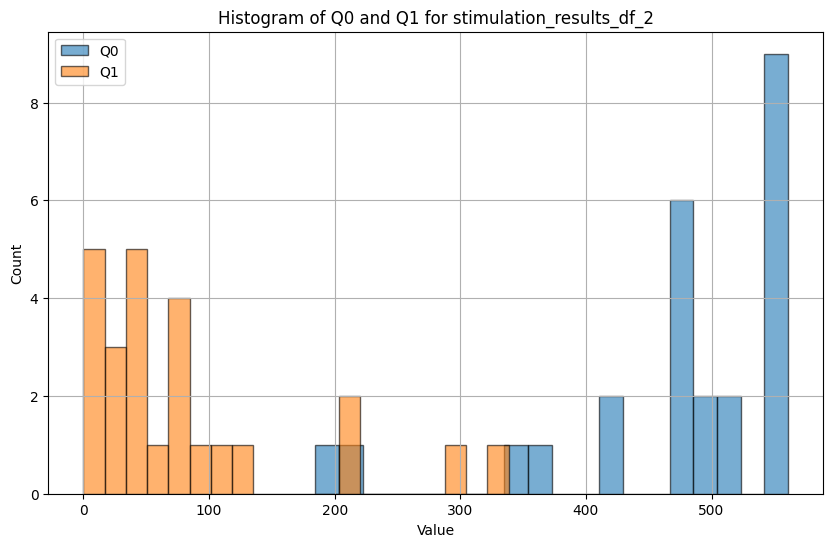 Histogram of Q0 and Q1 for stimulation_results_df_2
Q0
Q1
8
6
4
2
0
Count
0 100 200 300 400 500
Value